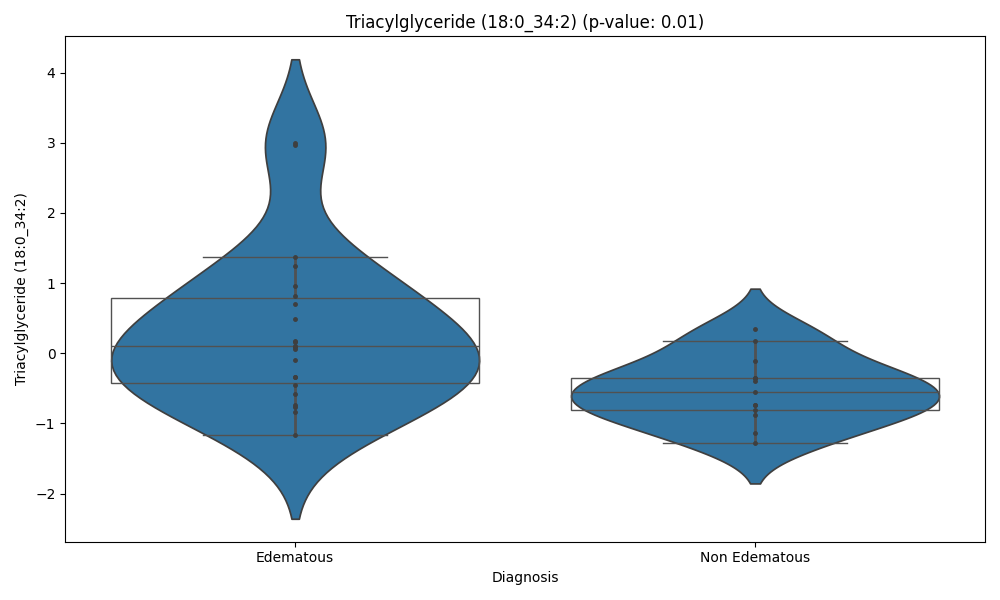 Triacylglyceride (18:0_34:2) (p-value: 0.01)
Triacylglyceride (18:0_34:2)
4
3
2
1
0
−1
−2
Edematous Non Edematous
Diagnosis